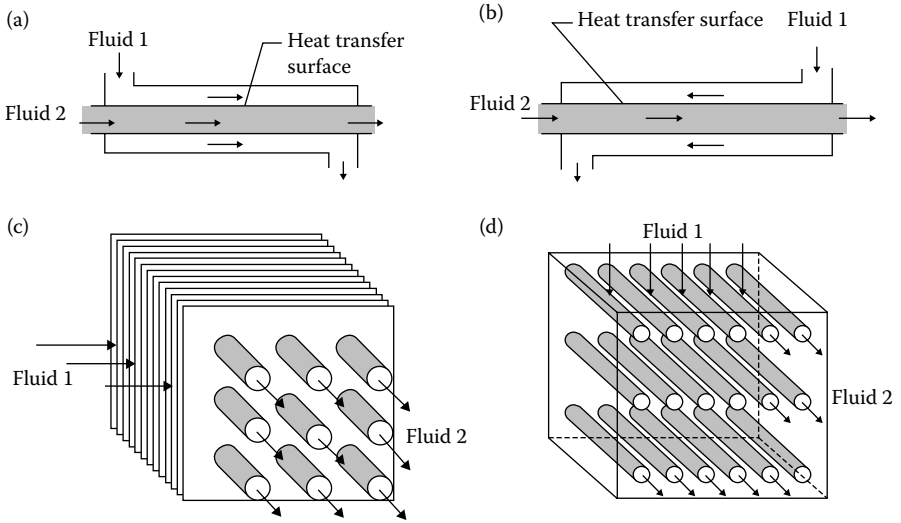 (a)
Fluid 1
Heat transfer
surface
Fluid 2
(b)
Heat transfer surface
Fluid 1
Fluid 2
(c)
Fluid 1
Fluid 2
(d)
Fluid 1
Fluid 2